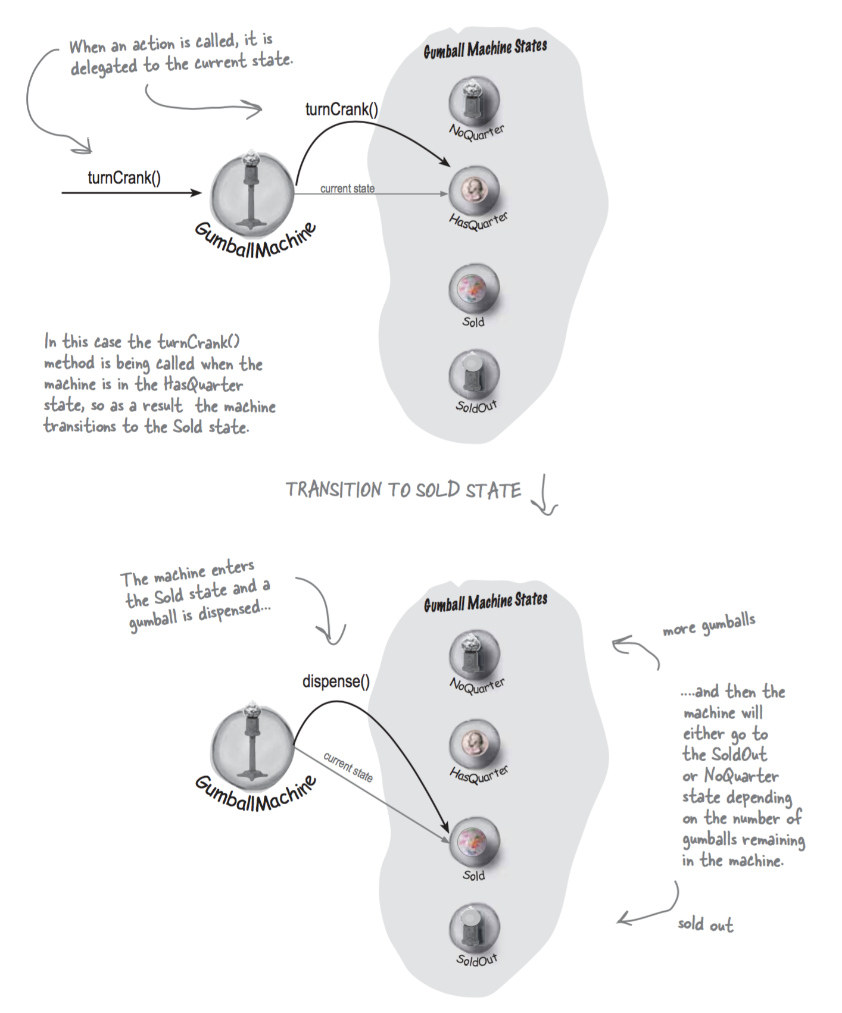 When an action is called, it is
delegated to the current state.
Gumball Machine States
NoQuarter
turnCrank()
turnCrank()
current state
GumballMachine
HasQuarter
Sold
In this case the turnCrank()
method is being called when the
machine is in the HasQuarter
state, so as a result the machine
transitions to the Sold state.
SoldOut
TRANSITION TO SOLD STATE
The machine enters
the Sold state and a
gumball is dispensed...
Gumball Machine States
more gumballs
NoQuarter
dispense()
current state
GumballMachine
HasQuarter
Sold
SoldOut
....and then the
machine will
either go to
the SoldOut
or NoQuarter
state depending
on the number of
gumballs remaining
in the machine.
sold out